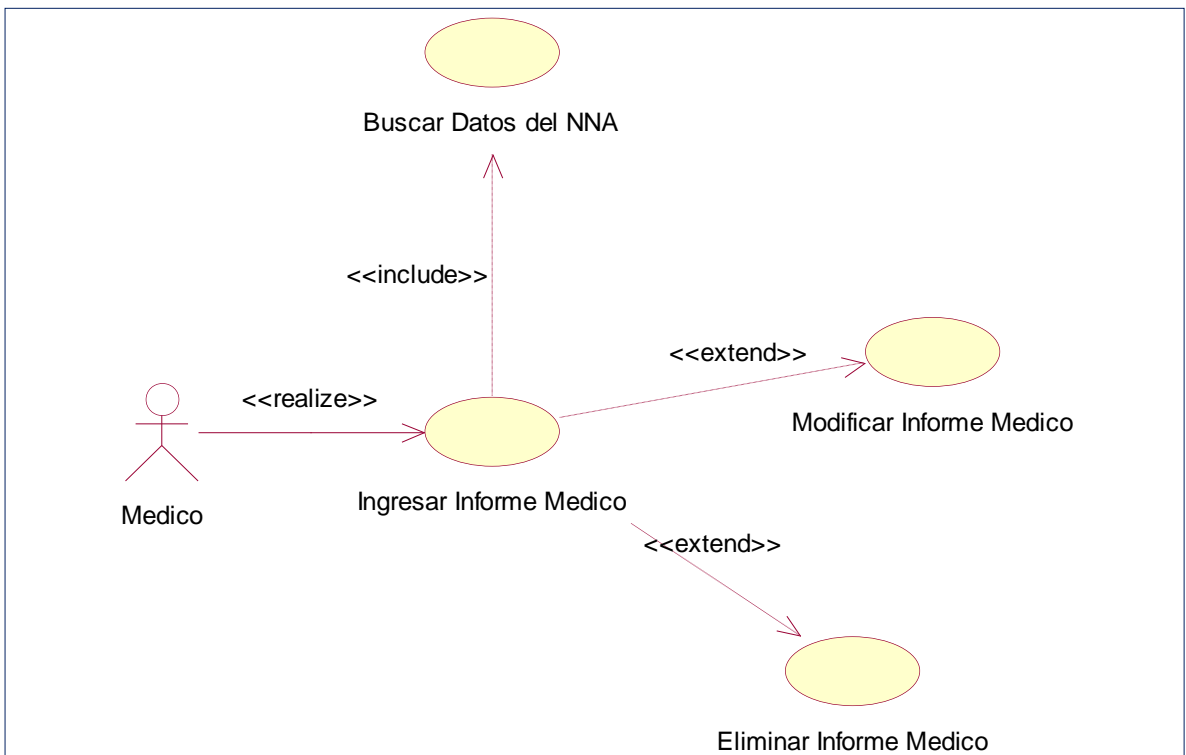 Buscar Datos del NNA
<<include>>
<<extend>>
<<realize>>
Modificar Informe Medico
Ingresar Informe Medico
Medico
<<extend>>
Eliminar Informe Medico